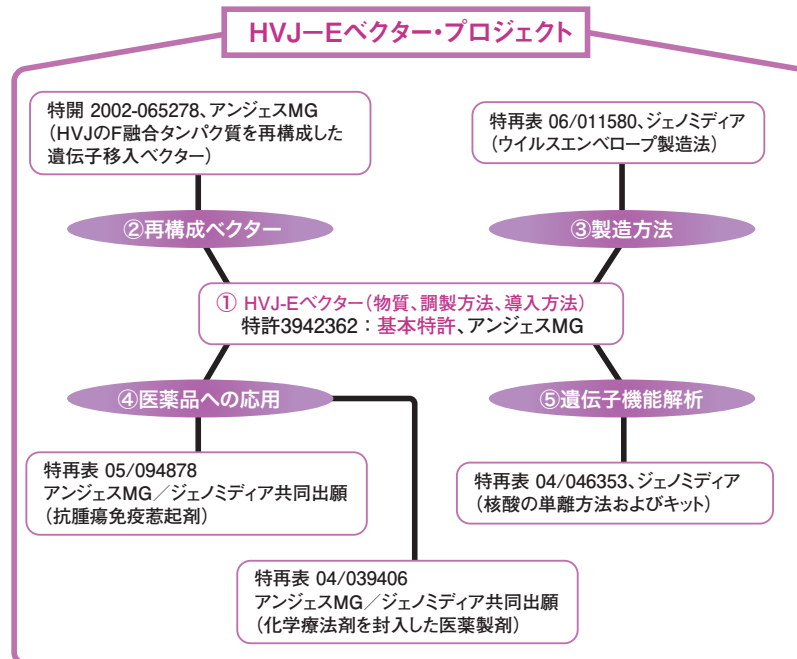 HVJーEベクター・プロジェクト
特開 2002-065278、アンジェスMG
(HVJのF融合タンパク質を再構成した
遺伝子移入ベクター)
特再表 06/011580、ジェノミディア
(ウイルスエンベロープ製造法)
②再構成ベクター
③製造方法
① HVJ-Eベクター(物質、調製方法、導入方法)
特許3942362：基本特許、アンジェスMG
④医薬品への応用
⑤遺伝子機能解析
特再表 05/094878
アンジェスMG／ジェノミディア共同出願
(抗腫瘍免疫惹起剤)
特再表 04/046353、ジェノミディア
(核酸の単離方法およびキット)
特再表 04/039406
アンジェスMG／ジェノミディア共同出願
(化学療法剤を封入した医薬製剤)